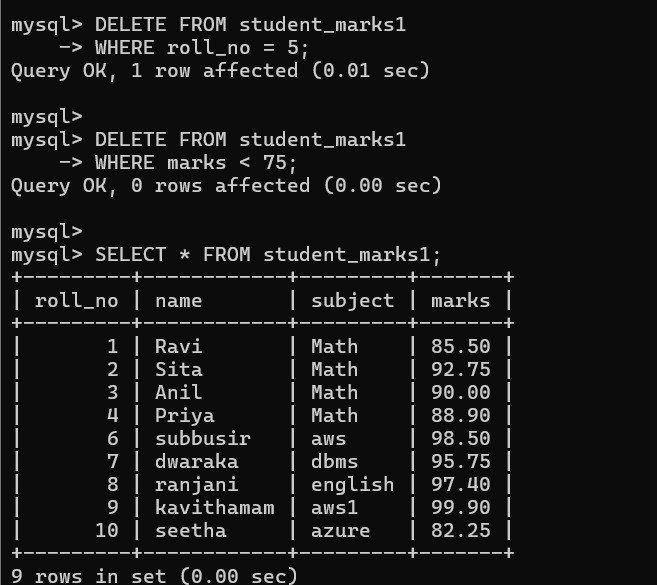 mysql> DELETE FROM student_marks1
    -> WHERE roll_no = 5;
Query OK, 1 row affected (0.01 sec)

mysql>
mysql> DELETE FROM student_marks1
    -> WHERE marks < 75;
Query OK, 0 rows affected (0.00 sec)

mysql>
mysql> SELECT * FROM student_marks1;
+---------+------------+---------+-------+
| roll_no | name       | subject | marks |
+---------+------------+---------+-------+
|       1 | Ravi       | Math    | 85.50 |
|       2 | Sita       | Math    | 92.75 |
|       3 | Anil       | Math    | 90.00 |
|       4 | Priya      | Math    | 88.90 |
|       6 | subbusir   | aws     | 98.50 |
|       7 | dwaraka    | dbms    | 95.75 |
|       8 | ranjani    | english | 97.40 |
|       9 | kavithamam | aws1    | 99.90 |
|      10 | seetha     | azure   | 82.25 |
+---------+------------+---------+-------+
9 rows in set (0.00 sec)